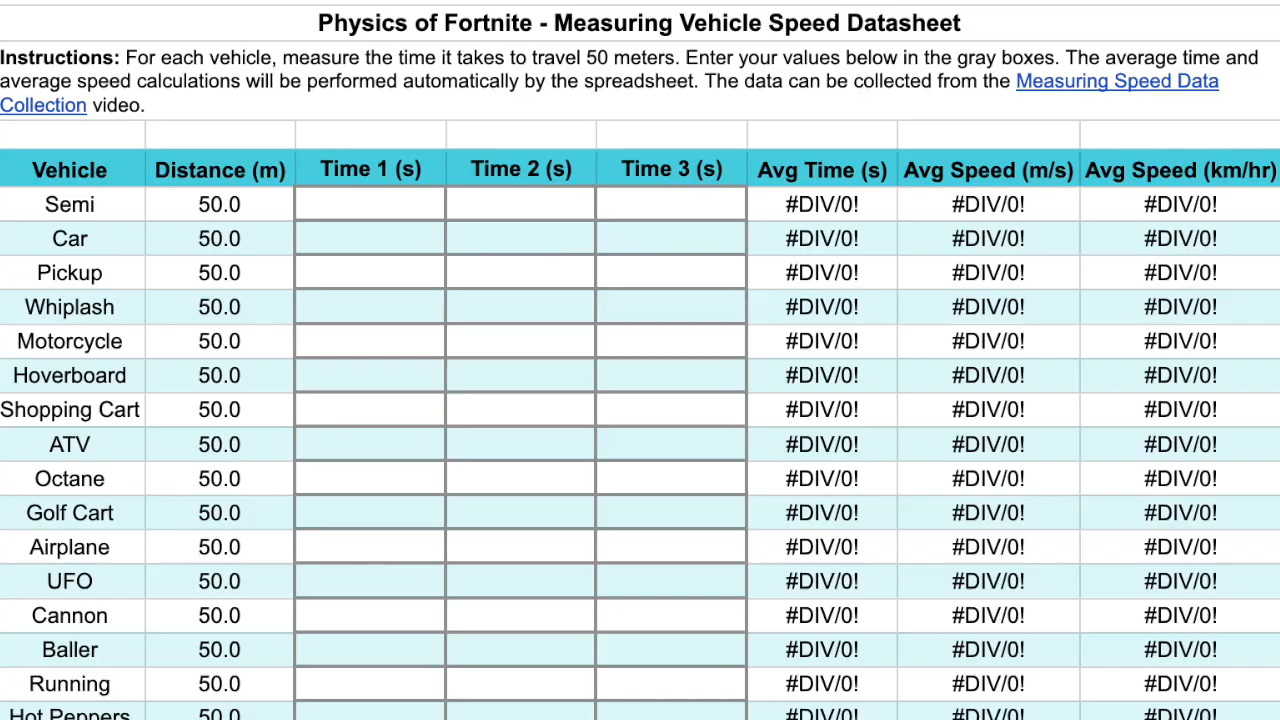 Physics of Fortnite - Measuring Vehicle Speed Datasheet
Instructions: For each vehicle, measure the time it takes to travel 50 meters. Enter your values below in the gray boxes. The average time and
average speed calculations will be performed automatically by the spreadsheet. The data can be collected from the Measuring Speed Data
Collection video.
Vehicle Distance (m) Time 1 (s) Time 2 (s) Time 3 (s) Avg Time (s) Avg Speed (m/s) Avg Speed (km/hr)
Semi 50.0 #DIV/0! #DIV/0! #DIV/0!
Car 50.0 #DIV/0! #DIV/0! #DIV/0!
Pickup 50.0 #DIV/0! #DIV/0! #DIV/0!
Whiplash 50.0 #DIV/0! #DIV/0! #DIV/0!
Motorcycle 50.0 #DIV/0! #DIV/0! #DIV/0!
Hoverboard 50.0 #DIV/0! #DIV/0! #DIV/0!
Shopping Cart 50.0 #DIV/0! #DIV/0! #DIV/0!
ATV 50.0 #DIV/0! #DIV/0! #DIV/0!
Octane 50.0 #DIV/0! #DIV/0! #DIV/0!
Golf Cart 50.0 #DIV/0! #DIV/0! #DIV/0!
Airplane 50.0 #DIV/0! #DIV/0! #DIV/0!
UFO 50.0 #DIV/0! #DIV/0! #DIV/0!
Cannon 50.0 #DIV/0! #DIV/0! #DIV/0!
Baller 50.0 #DIV/0! #DIV/0! #DIV/0!
Running 50.0 #DIV/0! #DIV/0! #DIV/0!
Hot Peppers 50.0 #DIV/0! #DIV/0! #DIV/0!